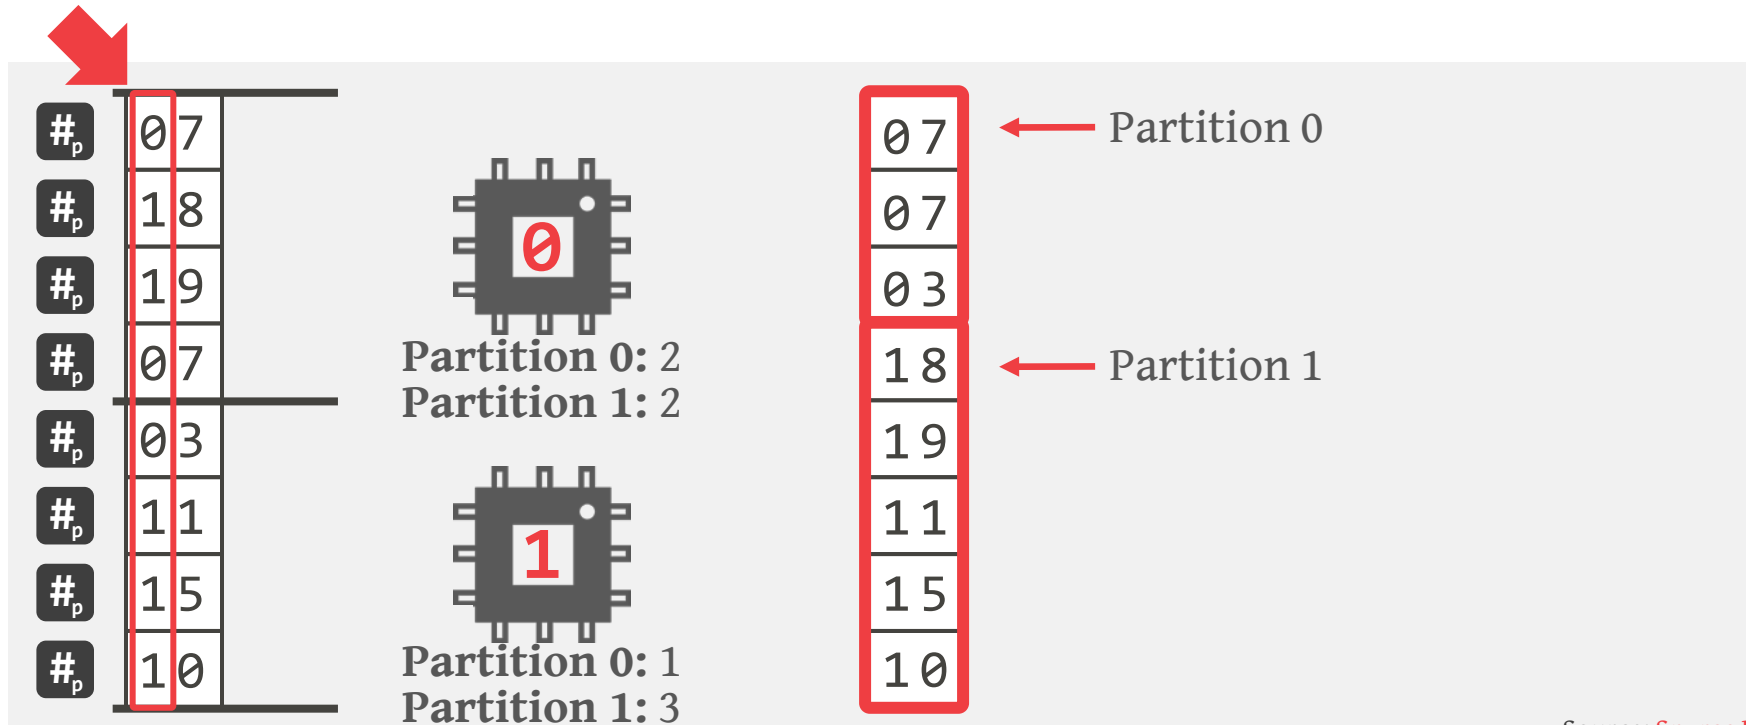 #p 07
#p 18
#p 19
#p 07
#p 03
#p 11
#p 15
#p 10
0
Partition 0: 2
Partition 1: 2
1
Partition 0: 1
Partition 1: 3
07 Partition 0
07
03
18 Partition 1
19
11
15
10